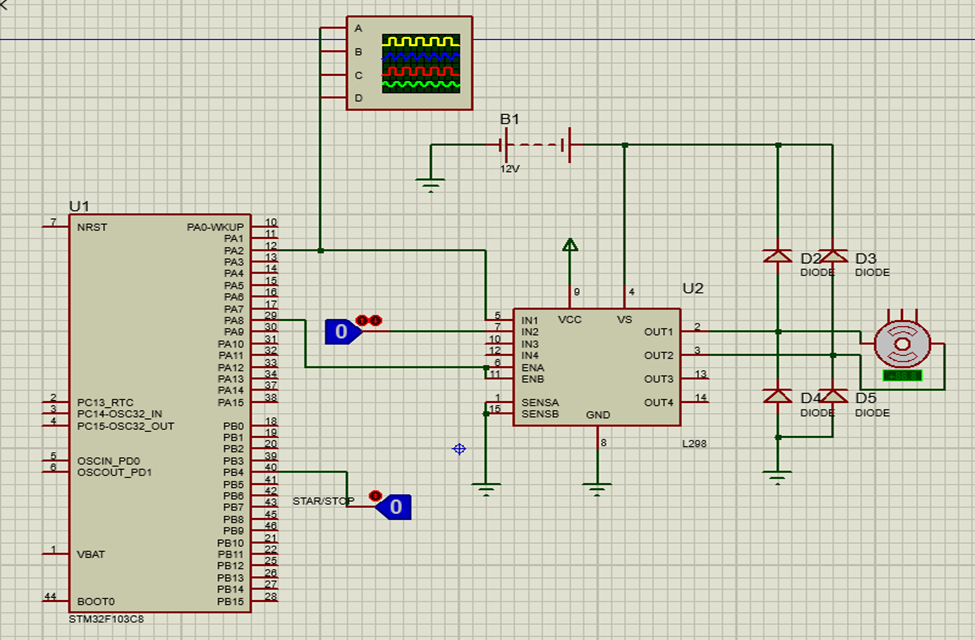 A
B
C
D
B1
12V
U1
7 NRST
PA0-WKUP 10
PA1 11
PA2 12
PA3 13
PA4 14
PA5 15
PA6 16
PA7 17
PA8 29
PA9 30
PA10 31
PA11 32
PA12 33
PA13 34
PA14 37
PA15 38
2 PC13_RTC
3 PC14-OSC32_IN
4 PC15-OSC32_OUT
PB0 18
PB1 19
PB2 20
PB3 39
PB4 40
PB5 41
PB6 42
PB7 43
PB8 45
PB9 46
PB10 21
PB11 22
PB12 25
PB13 26
PB14 27
PB15 28
5 OSCIN_PD0
6 OSCOUT_PD1
1 VBAT
44 BOOT0
STM32F103C8
0
STAR/STOP
0
U2
9
4
VCC
VS
5 IN1
7 IN2
10 IN3
12 IN4
6 ENA
11 ENB
1 SENSA
15 SENSB
OUT1 2
OUT2 3
OUT3 13
OUT4 14
GND
8
L298
D2
DIODE
D3
DIODE
D4
DIODE
D5
DIODE